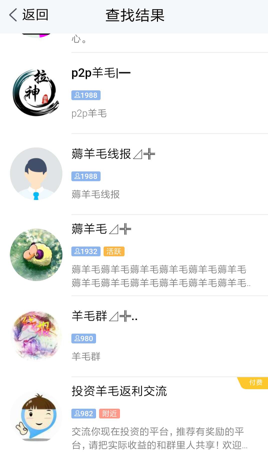 返回 查找结果
心。
拉神
p2p羊毛|一
1988
p2p羊毛
薅羊毛线报⊿╬
1988
薅羊毛线报
薅羊毛⊿╬
1932 活跃
薅羊毛薅羊毛薅羊毛薅羊毛薅羊毛薅羊毛
薅羊毛薅羊毛薅羊毛薅羊毛薅羊毛薅羊毛..
羊毛群⊿╬..
980
羊毛群
付费
投资羊毛返利交流
982 附近
交流你现在投资的平台，推荐有奖励的平
台，请把实际收益的和群里人共享！欢迎...